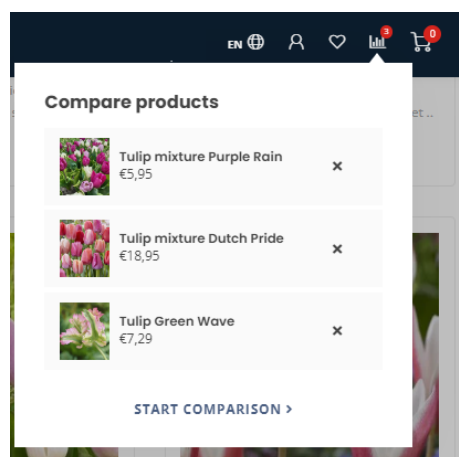 EN
3
0
et ..
Compare products
Tulip mixture Purple Rain
€5,95
Tulip mixture Dutch Pride
€18,95
Tulip Green Wave
€7,29
START COMPARISON